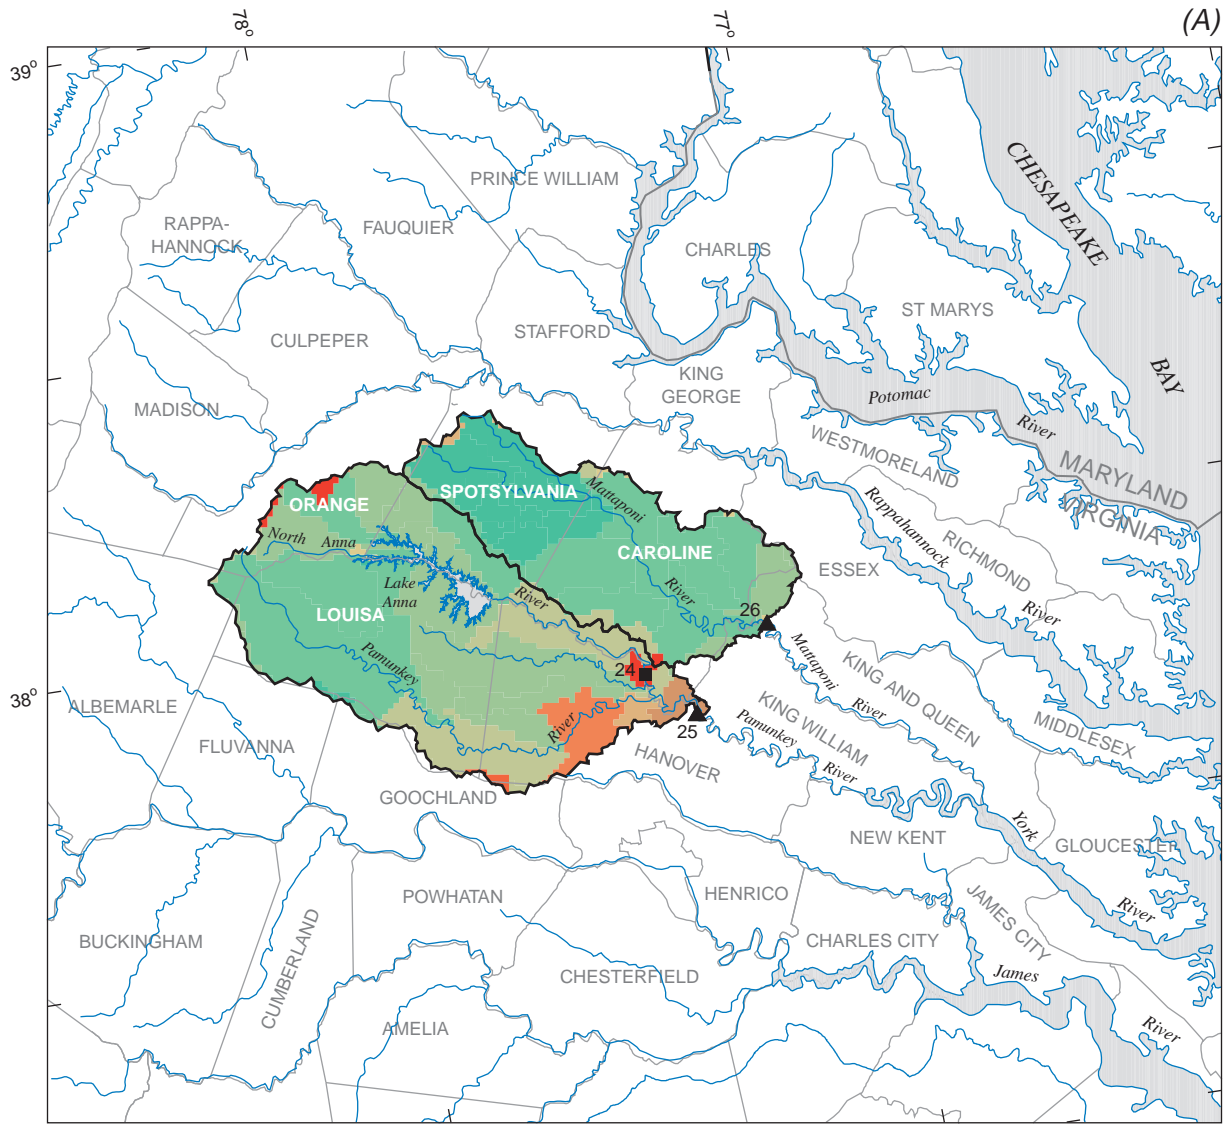 (A)
78°
77°
39°
CHESAPEAKE
PRINCE WILLIAM
RAPPA-
HANNOCK
FAUQUIER
CHARLES
ST MARYS
CULPEPER
STAFFORD
KING
GEORGE
BAY
MADISON
Potomac
River
WESTMORELAND
MARYLAND
VIRGINIA
ORANGE
SPOTSYLVANIA
Mattaponi
Rappahannock
North Anna
CAROLINE
RICHMOND
ESSEX
Lake
Anna
River
River
River
LOUISA
26
24
Pamunkey
Mattaponi
River
KING AND QUEEN
38°
ALBEMARLE
FLUVANNA
River
25
KING WILLIAM
Pamunkey
River
MIDDLESEX
HANOVER
GOOCHLAND
York
NEW KENT
GLOUCESTER
POWHATAN
HENRICO
JAMES CITY
River
BUCKINGHAM
CUMBERLAND
CHARLES CITY
CHESTERFIELD
James
AMELIA
River